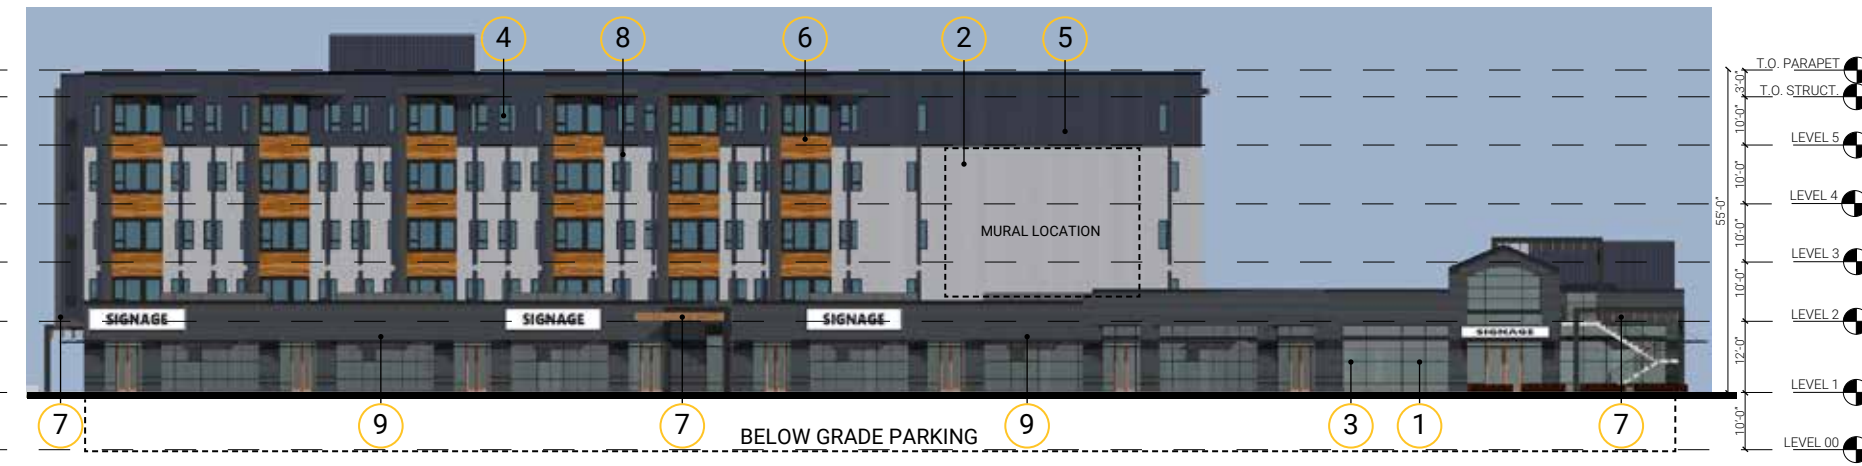 4 8 6 2 5
T.O. PARAPET
3'-0"
T.O. STRUCT.
10'-0"
LEVEL 5
10'-0"
LEVEL 4
55'-0"
10'-0"
MURAL LOCATION
LEVEL 3
10'-0"
SIGNAGE SIGNAGE SIGNAGE
LEVEL 2
SIGNAGE
12'-0"
LEVEL 1
7 9 7 9 3 1 7
10'-0"
BELOW GRADE PARKING
LEVEL 00